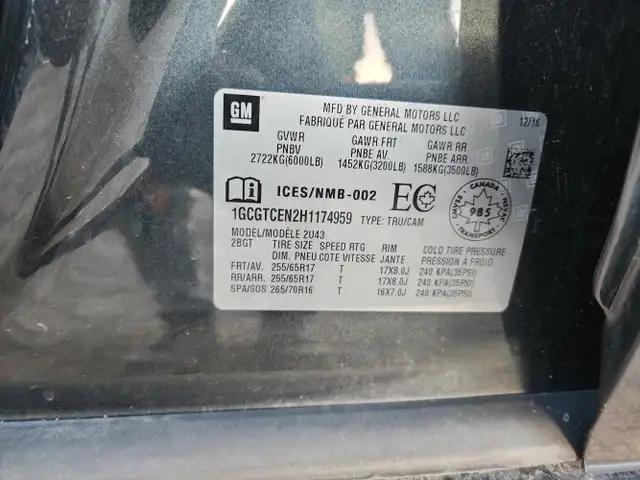 GM
MFD BY GENERAL MOTORS LLC
FABRIQUÉ PAR GENERAL MOTORS LLC
12/16
GVWR GAWR FRT GAWR RR
PNBV PNBE AV. PNBE ARR.
2722KG(6000LB) 1452KG(3200LB) 1588KG(3500LB)
ICES/NMB-002 EC
CANADA
985
1GCGTCEN2H1174959 TYPE: TRU/CAM
MODEL/MODÈLE 2U43
2BGT TIRE SIZE SPEED RTG RIM COLD TIRE PRESSURE
DIM. PNEU COTE VITESSE JANTE PRESSION À FROID
FRT/AV. 255/65R17 T 17X8.0J 240 KPA(35PSI)
RR/ARR. 255/65R17 T 17X8.0J 240 KPA(35PSI)
SPA/SOS 265/70R16 T 16X7.0J 240 KPA(35PSI)